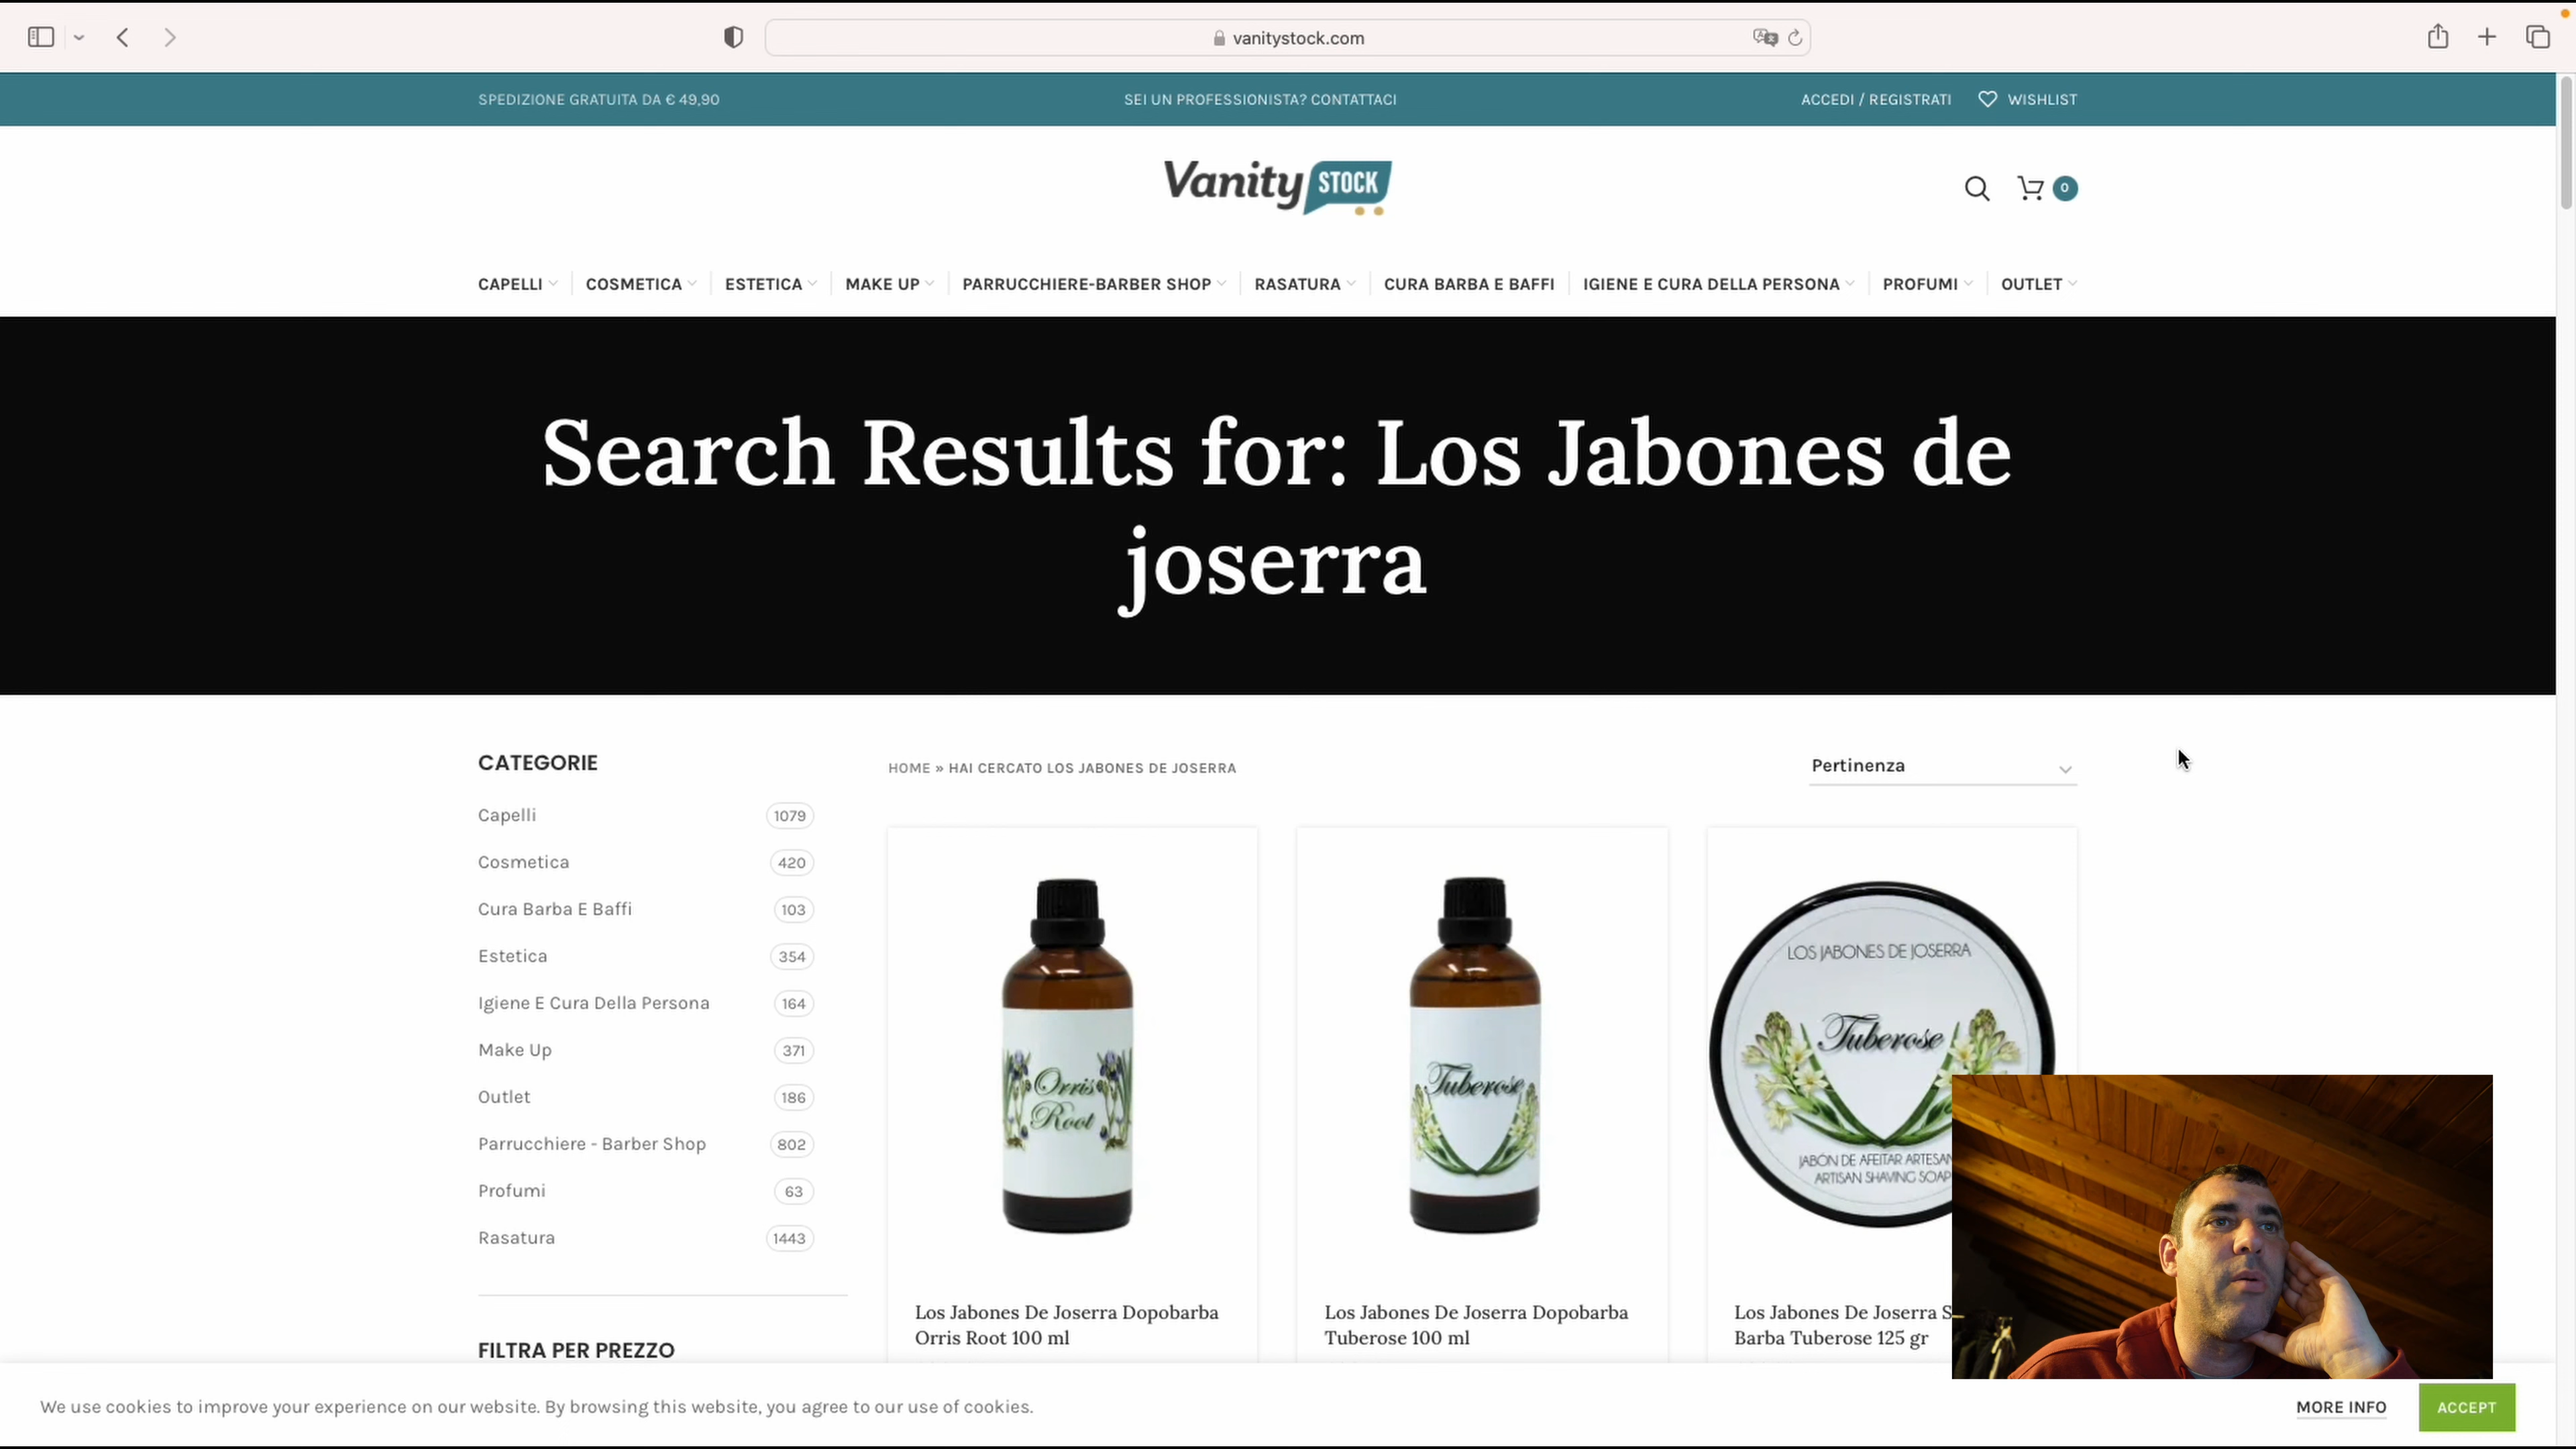 vanitystock.com
SPEDIZIONE GRATUITA DA € 49,90
SEI UN PROFESSIONISTA? CONTATTACI
ACCEDI / REGISTRATI
WISHLIST
Vanity STOCK
0
CAPELLI
COSMETICA
ESTETICA
MAKE UP
PARRUCCHIERE-BARBER SHOP
RASATURA
CURA BARBA E BAFFI
IGIENE E CURA DELLA PERSONA
PROFUMI
OUTLET
Search Results for: Los Jabones de
joserra
CATEGORIE
Capelli 1079
Cosmetica 420
Cura Barba E Baffi 103
Estetica 354
Igiene E Cura Della Persona 164
Make Up 371
Outlet 186
Parrucchiere - Barber Shop 802
Profumi 63
Rasatura 1443
FILTRA PER PREZZO
HOME » HAI CERCATO LOS JABONES DE JOSERRA
Pertinenza
Orris
Root
Los Jabones De Joserra Dopobarba
Orris Root 100 ml
Tuberose
Los Jabones De Joserra Dopobarba
Tuberose 100 ml
LOS JABONES DE JOSERRA
Tuberose
JABÓN DE AFEITAR ARTESAN
ARTISAN SHAVING SOAP
Los Jabones De Joserra S
Barba Tuberose 125 gr
We use cookies to improve your experience on our website. By browsing this website, you agree to our use of cookies.
MORE INFO
ACCEPT